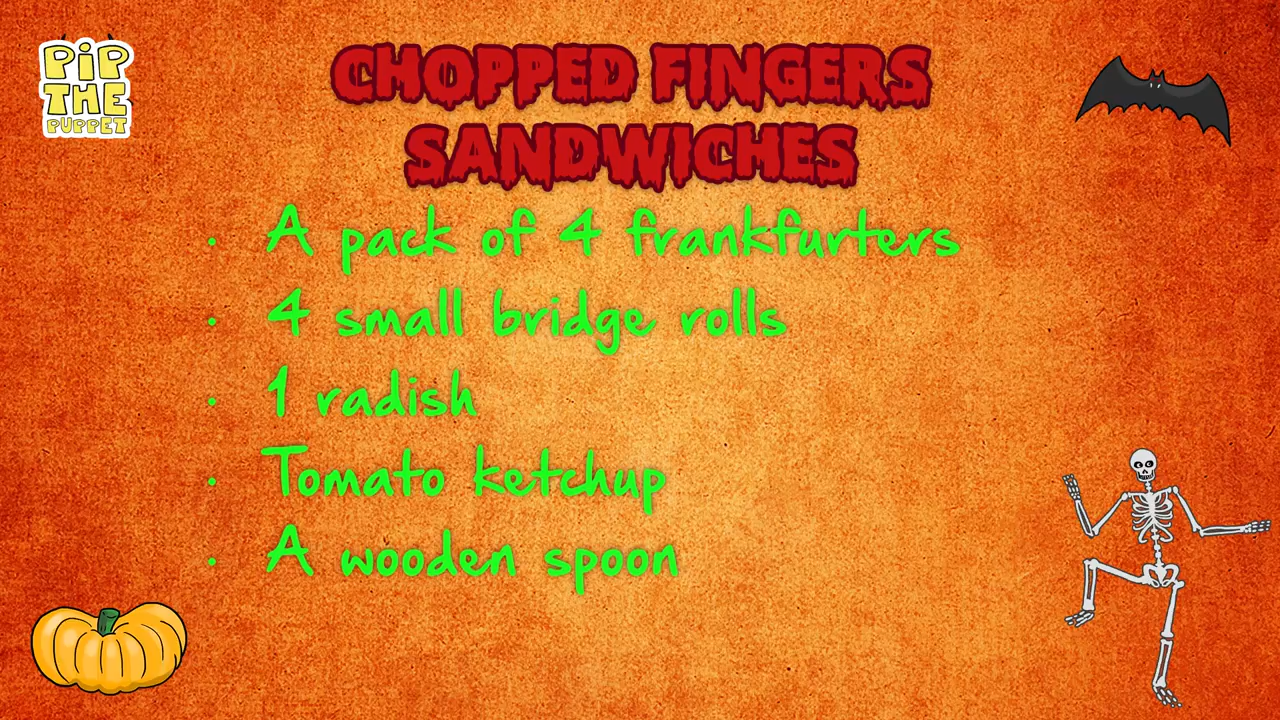 PiP
THE
PUPPET
CHOPPED FINGERS
SANDWICHES
• A pack of 4 frankfurters
• 4 small bridge rolls
• 1 radish
• Tomato ketchup
• A wooden spoon